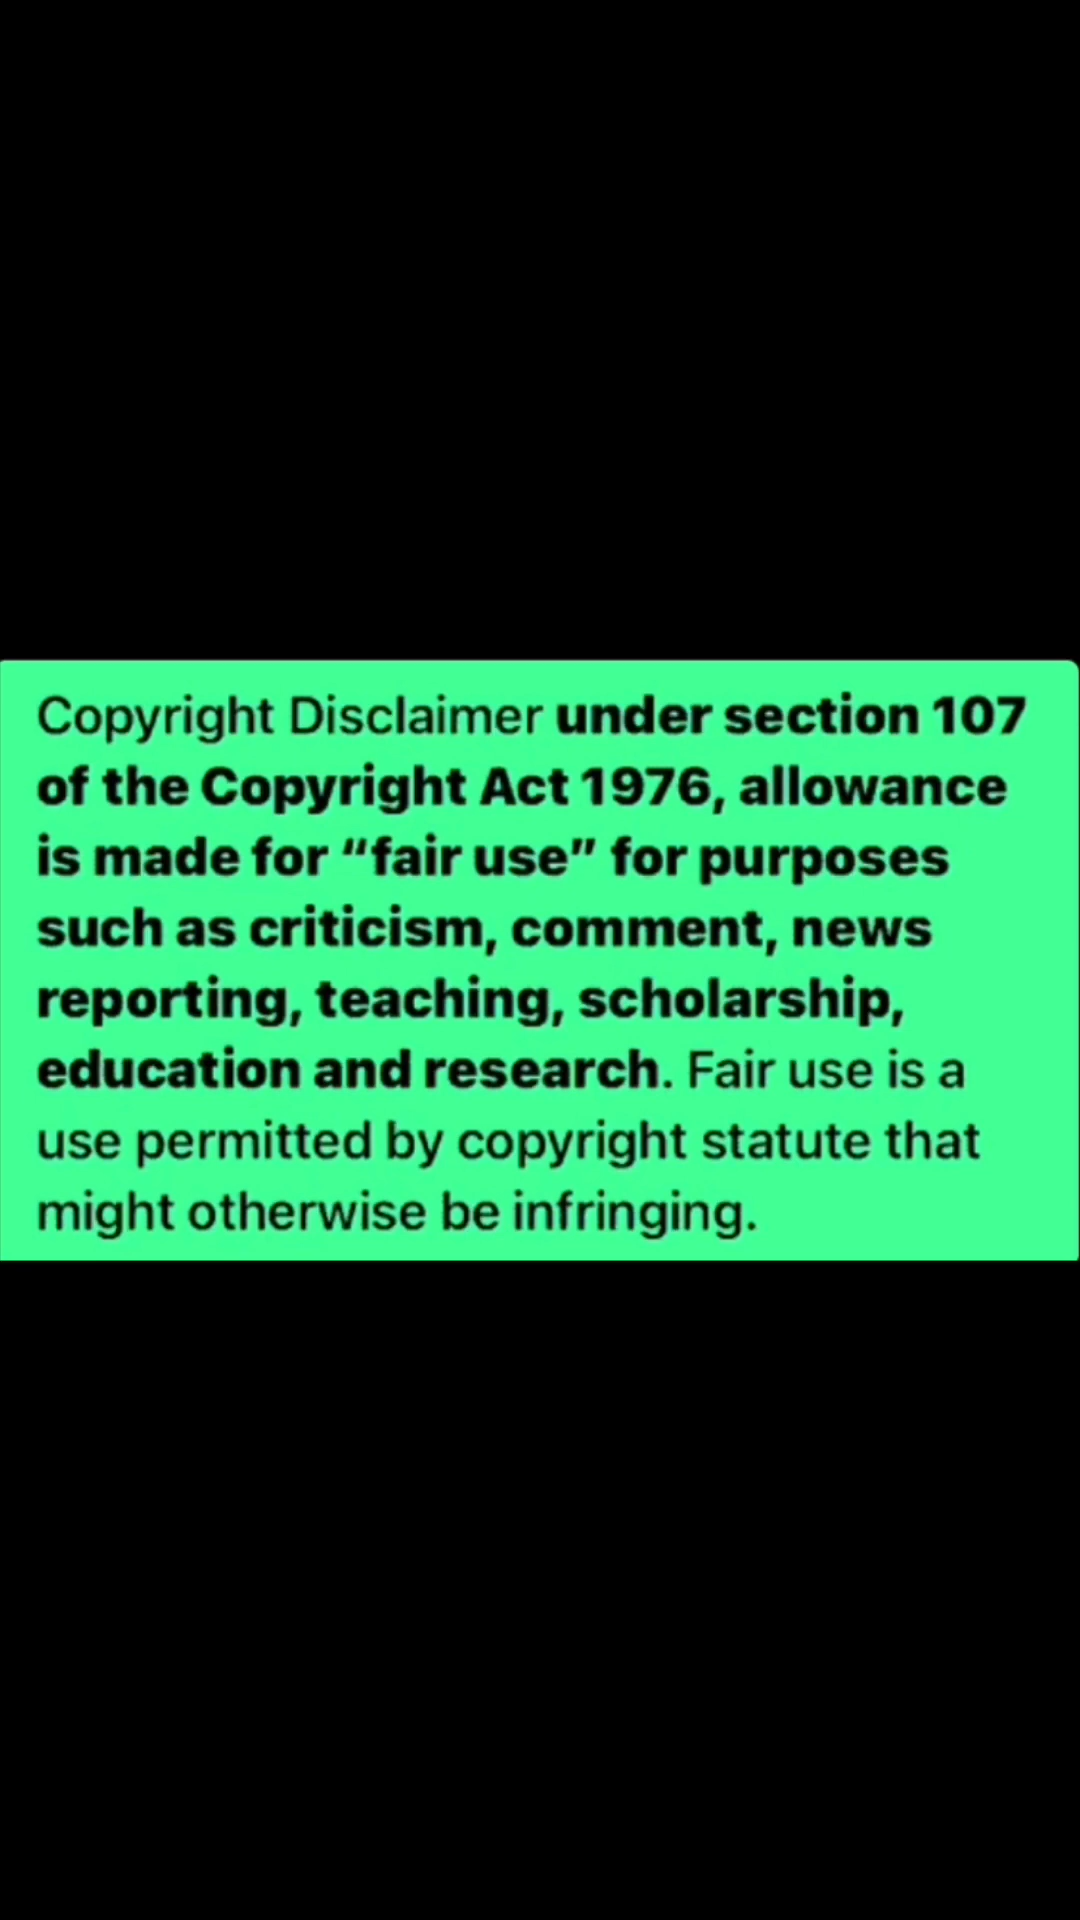 Copyright Disclaimer under section 107
of the Copyright Act 1976, allowance
is made for “fair use” for purposes
such as criticism, comment, news
reporting, teaching, scholarship,
education and research. Fair use is a
use permitted by copyright statute that
might otherwise be infringing.